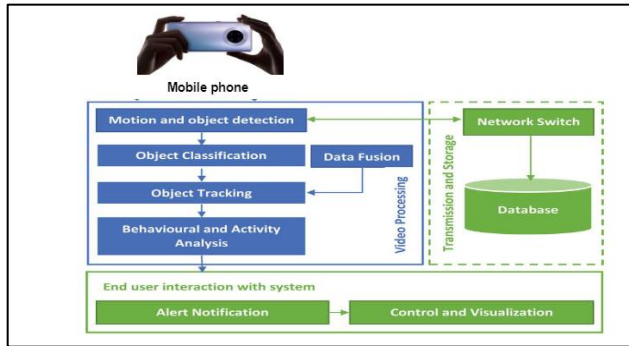 Mobile phone
Motion and object detection
Network Switch
Object Classification
Data Fusion
Object Tracking
Database
Behavioural and Activity
Analysis
Video Processing
Transmission and Storage
End user interaction with system
Alert Notification
Control and Visualization